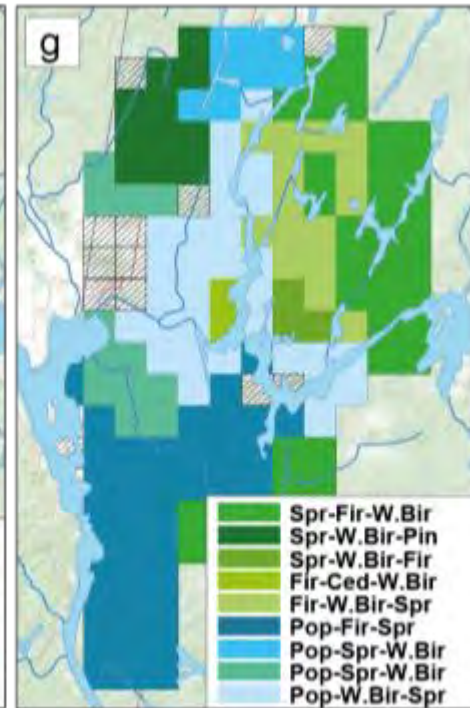 g
Spr-Fir-W.Bir
Spr-W.Bir-Pin
Spr-W.Bir-Fir
Fir-Ced-W.Bir
Fir-W.Bir-Spr
Pop-Fir-Spr
Pop-Spr-W.Bir
Pop-Spr-W.Bir
Pop-W.Bir-Spr